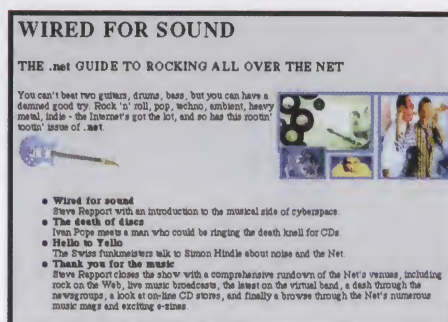 WIRED FOR SOUND
THE .net GUIDE TO ROCKING ALL OVER THE NET
You can't beat two guitars, drums, bass, but you can have a
damned good try. Rock 'n' roll, pop, techno, ambient, heavy
metal, indie - the Internet's got the lot, and so has this rootin'
tootin' issue of .net.
Wired for sound
Steve Rapport with an introduction to the musical side of cyberspace.
The death of discs
Ivan Pope meets a man who could be ringing the death knell for CDs.
Hello to Yello
The Swiss funkmeisters talk to Simon Hindle about noise and the Net.
Thank you for the music
Steve Rapport closes the show with a comprehensive rundown of the Net's venues, including
rock on the Web, live music broadcasts, the latest on the virtual band, a dash through the
newsgroups, a look at on-line CD stores, and finally a browse through the Net's numerous
music mags and exciting e-zines.